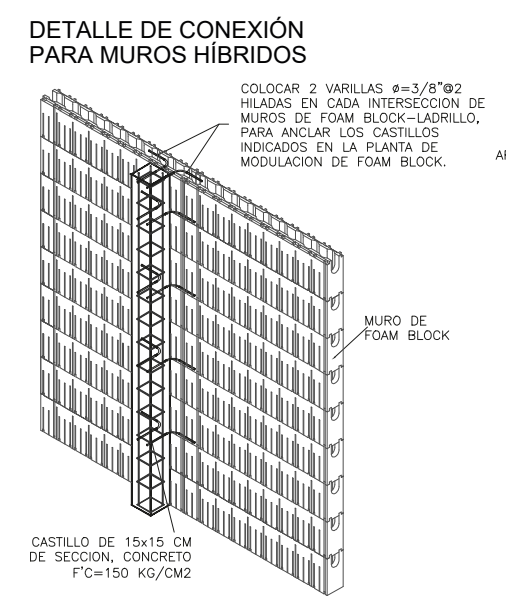 DETALLE DE CONEXIÓN
PARA MUROS HÍBRIDOS
COLOCAR 2 VARILLAS ø=3/8"@2
HILADAS EN CADA INTERSECCION DE
MUROS DE FOAM BLOCK-LADRILLO,
PARA ANCLAR LOS CASTILLOS
INDICADOS EN LA PLANTA DE
MODULACION DE FOAM BLOCK.
MURO DE
FOAM BLOCK
CASTILLO DE 15x15 CM
DE SECCION, CONCRETO
F'C=150 KG/CM2